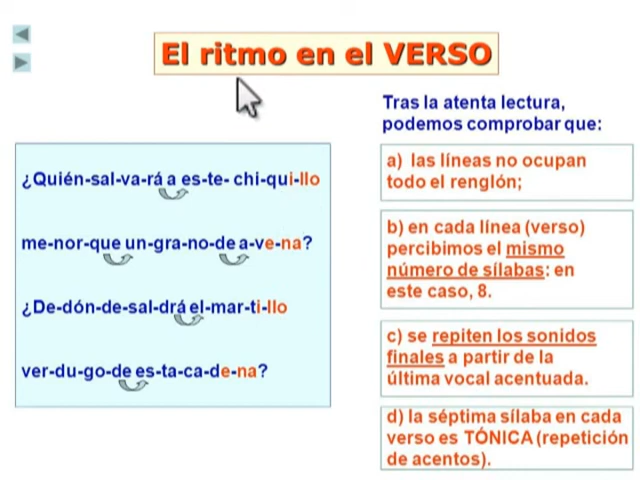 El ritmo en el VERSO
¿Quién-sal-va-rá a es-te- chi-qui-llo
me-nor-que un-gra-no-de a-ve-na?
¿De-dón-de-sal-drá el-mar-ti-llo
ver-du-go-de es-ta-ca-de-na?
Tras la atenta lectura,
podemos comprobar que:
a) las líneas no ocupan
todo el renglón;
b) en cada línea (verso)
percibimos el mismo
número de sílabas: en
este caso, 8.
c) se repiten los sonidos
finales a partir de la
última vocal acentuada.
d) la séptima sílaba en cada
verso es TÓNICA (repetición
de acentos).